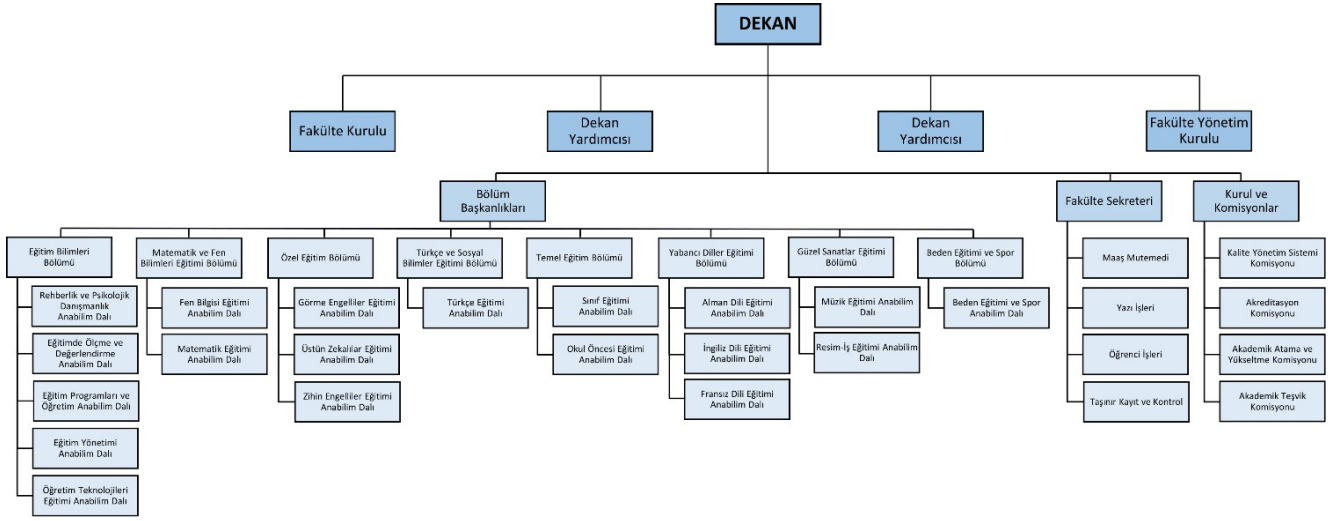 DEKAN
Fakülte Kurulu
Dekan
Yardımcısı
Dekan
Yardımcısı
Fakülte Yönetim
Kurulu
Bölüm
Başkanlıkları
Fakülte Sekreteri
Kurul ve
Komisyonlar
Eğitim Bilimleri
Bölümü
Rehberlik ve Psikolojik
Danışmanlık
Anabilim Dalı
Eğitimde Ölçme ve
Değerlendirme
Anabilim Dalı
Eğitim Programları ve
Öğretim Anabilim Dalı
Eğitim Yönetimi
Anabilim Dalı
Öğretim Teknolojileri
Eğitimi Anabilim Dalı
Matematik ve Fen
Bilimleri Eğitimi Bölümü
Fen Bilgisi Eğitimi
Anabilim Dalı
Matematik Eğitimi
Anabilim Dalı
Özel Eğitim Bölümü
Görme Engelliler Eğitimi
Anabilim Dalı
Üstün Zekalılar Eğitimi
Anabilim Dalı
Zihin Engelliler Eğitimi
Anabilim Dalı
Türkçe ve Sosyal
Bilimler Eğitimi Bölümü
Türkçe Eğitimi
Anabilim Dalı
Temel Eğitim Bölümü
Sınıf Eğitimi
Anabilim Dalı
Okul Öncesi Eğitimi
Anabilim Dalı
Yabancı Diller Eğitimi
Bölümü
Alman Dili Eğitimi
Anabilim Dalı
İngiliz Dili Eğitimi
Anabilim Dalı
Fransız Dili Eğitimi
Anabilim Dalı
Güzel Sanatlar Eğitimi
Bölümü
Müzik Eğitimi Anabilim
Dalı
Resim-İş Eğitimi Anabilim
Dalı
Beden Eğitimi ve Spor
Bölümü
Beden Eğitimi ve Spor
Anabilim Dalı
Maaş Mutemedi
Yazı İşleri
Öğrenci İşleri
Taşınır Kayıt ve Kontrol
Kalite Yönetim Sistemi
Komisyonu
Akreditasyon
Komisyonu
Akademik Atama ve
Yükseltme Komisyonu
Akademik Teşvik
Komisyonu